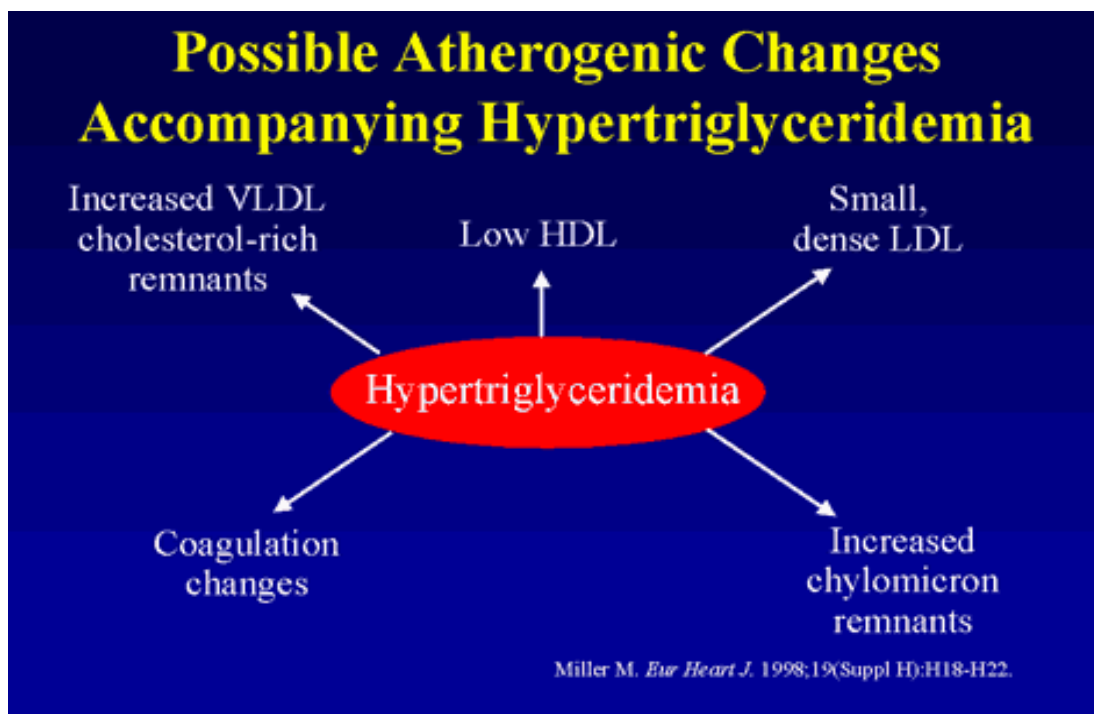 Possible Atherogenic Changes
Accompanying Hypertriglyceridemia
Increased VLDL
cholesterol-rich
remnants
Low HDL
Small,
dense LDL
Hypertriglyceridemia
Coagulation
changes
Increased
chylomicron
remnants
Miller M. Eur Heart J. 1998;19(Suppl H):H18-H22.